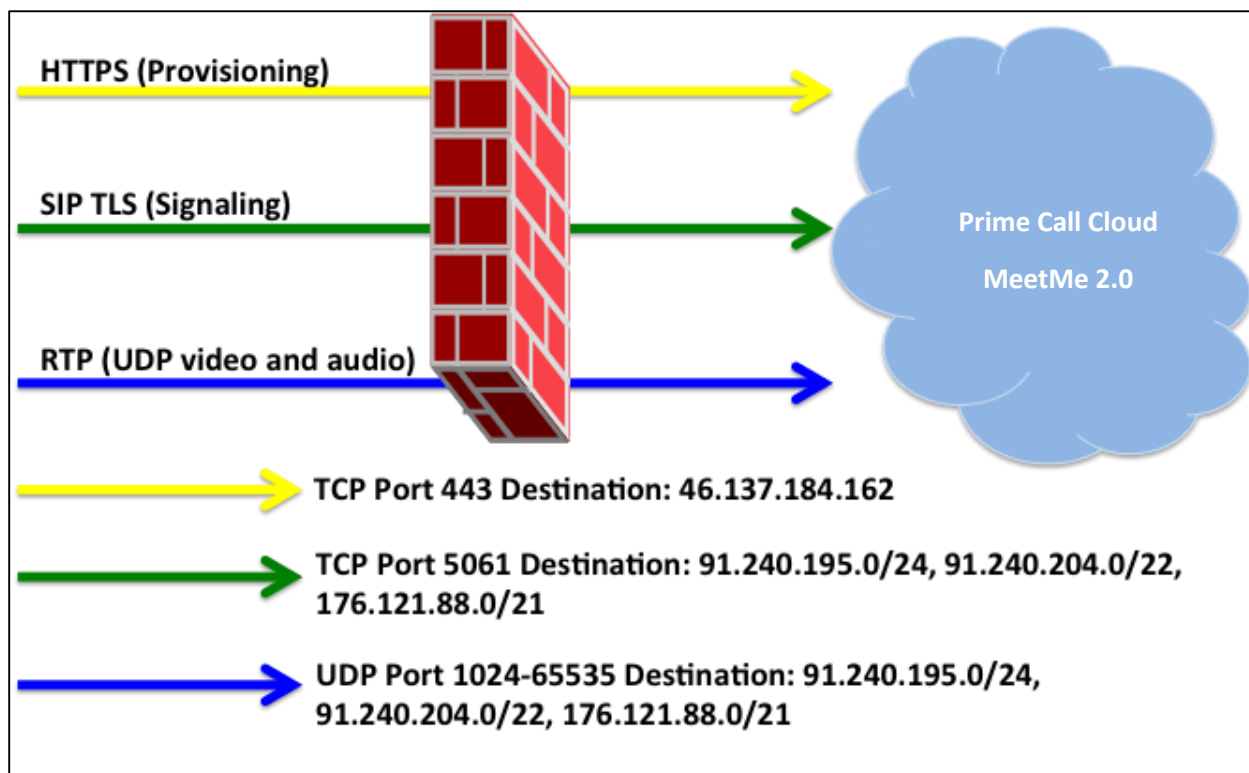 HTTPS (Provisioning)
SIP TLS (Signaling)
Prime Call Cloud
MeetMe 2.0
RTP (UDP video and audio)
TCP Port 443 Destination: 46.137.184.162
TCP Port 5061 Destination: 91.240.195.0/24, 91.240.204.0/22,
176.121.88.0/21
UDP Port 1024-65535 Destination: 91.240.195.0/24,
91.240.204.0/22, 176.121.88.0/21